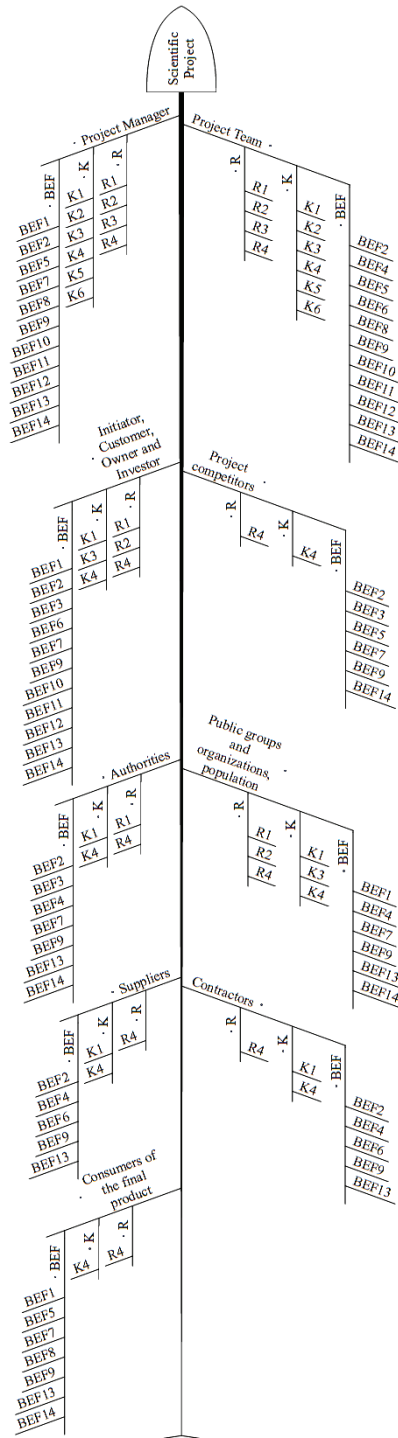 Scientific
Project
· Project Manager
· BEF
BEF1
BEF2
BEF5
BEF7
BEF8
BEF9
BEF10
BEF11
BEF12
BEF13
BEF14
· K
K1
K2
K3
K4
K5
K6
· R
R1
R2
R3
R4
Project Team ·
· R
R1
R2
R3
R4
· K
K1
K2
K3
K4
K5
K6
· BEF
BEF2
BEF4
BEF5
BEF6
BEF8
BEF9
BEF10
BEF11
BEF12
BEF13
BEF14
Initiator,
Customer,
· Owner and
Investor
· BEF
BEF1
BEF2
BEF3
BEF6
BEF7
BEF9
BEF10
BEF11
BEF12
BEF13
BEF14
· K
K1
K3
K4
· R
R1
R2
R4
Project ·
competitors
· R
R4
· K
K4
· BEF
BEF2
BEF3
BEF5
BEF7
BEF9
BEF14
· Authorities
· BEF
BEF2
BEF3
BEF4
BEF7
BEF9
BEF13
BEF14
· K
K1
K4
· R
R1
R4
Public groups
and
organizations, ·
population
· R
R1
R2
R4
· K
K1
K3
K4
· BEF
BEF1
BEF4
BEF7
BEF9
BEF13
BEF14
· Suppliers
· BEF
BEF2
BEF4
BEF6
BEF9
BEF13
· K
K1
K4
· R
R4
Contractors ·
· R
R4
· K
K1
K4
· BEF
BEF2
BEF4
BEF6
BEF9
BEF13
Consumers of
· the final
product
· BEF
BEF1
BEF5
BEF7
BEF8
BEF9
BEF13
BEF14
· K
K4
· R
R4